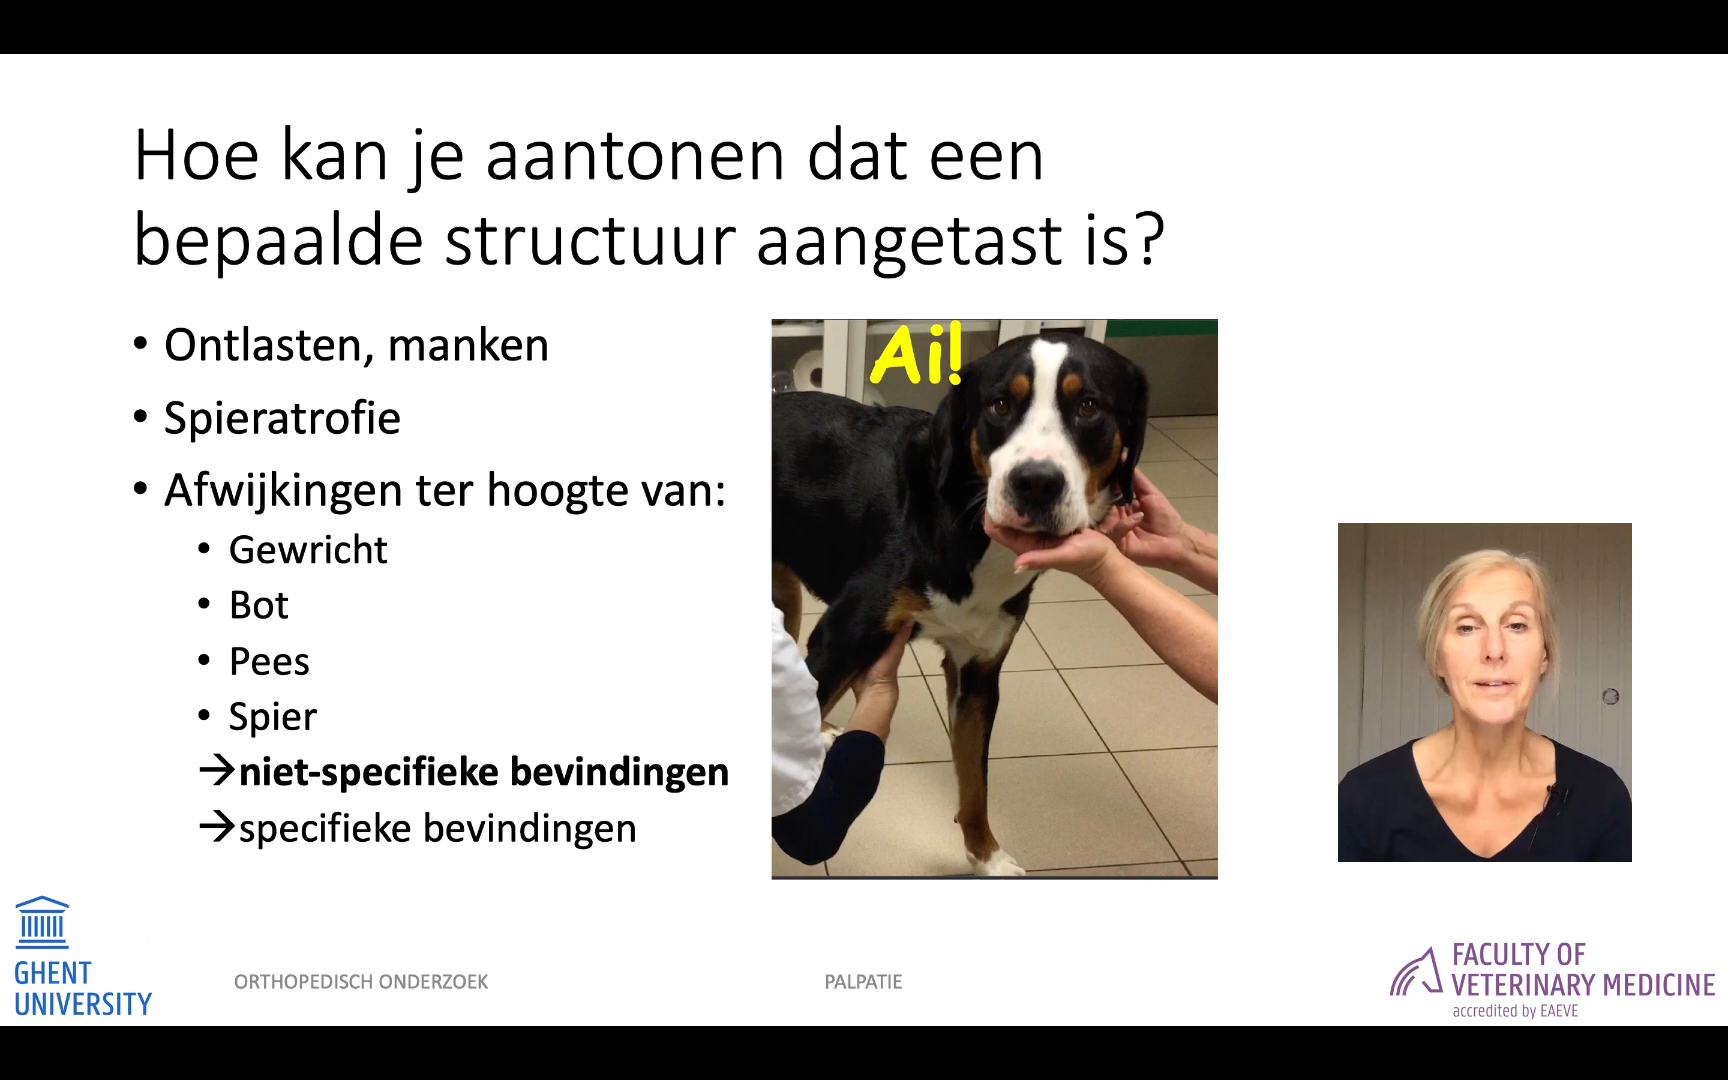 Hoe kan je aantonen dat een
bepaalde structuur aangetast is?
• Ontlasten, manken
• Spieratrofie
• Afwijkingen ter hoogte van:
• Gewricht
• Bot
• Pees
• Spier
→niet-specifieke bevindingen
→specifieke bevindingen
Ai!
GHENT
UNIVERSITY
ORTHOPEDISCH ONDERZOEK
PALPATIE
FACULTY OF
VETERINARY MEDICINE
accredited by EAEVE